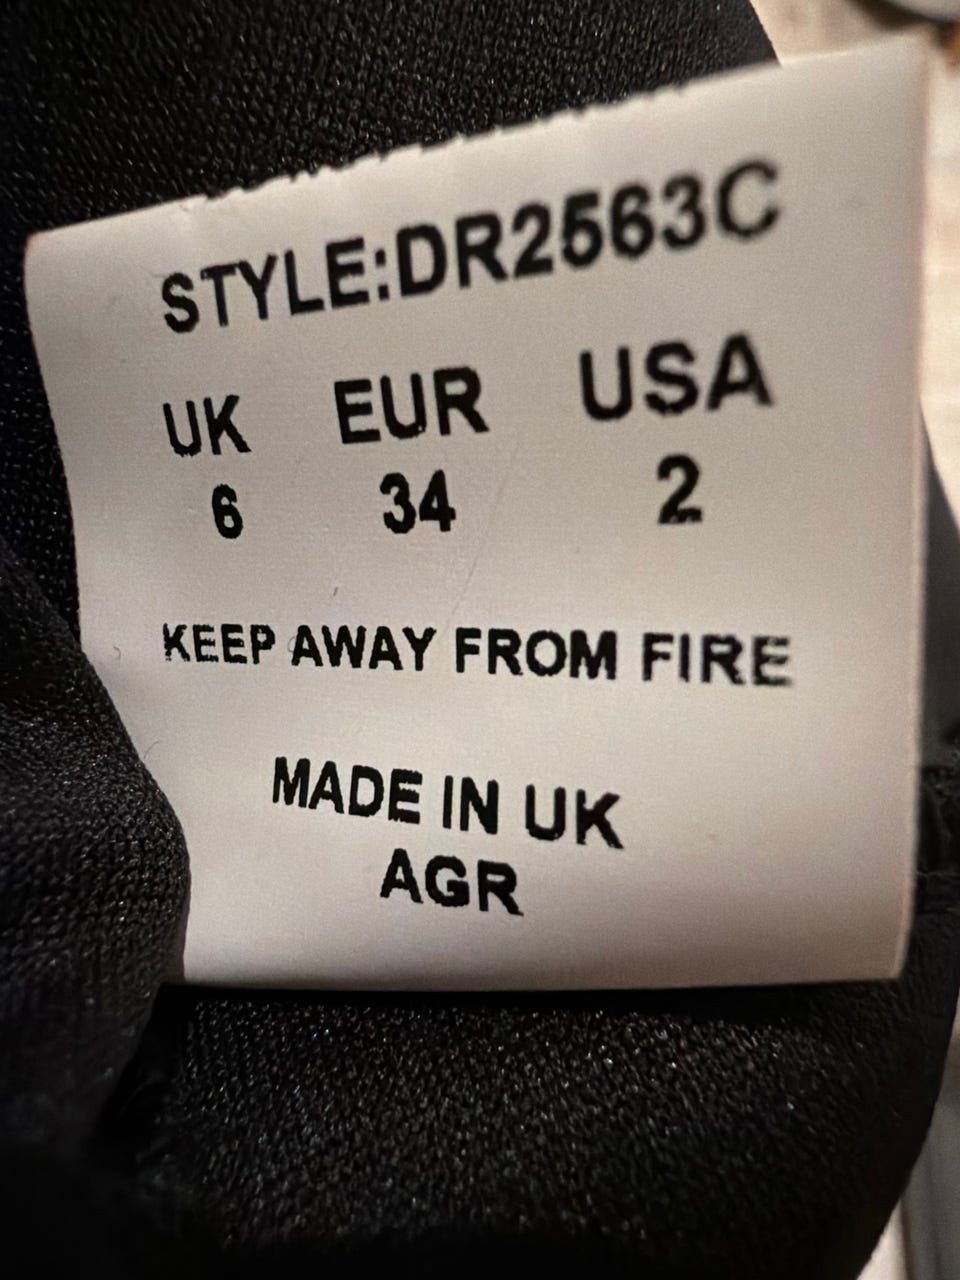 STYLE:DR2563C
UK EUR USA
6 34 2
KEEP AWAY FROM FIRE
MADE IN UK
AGR